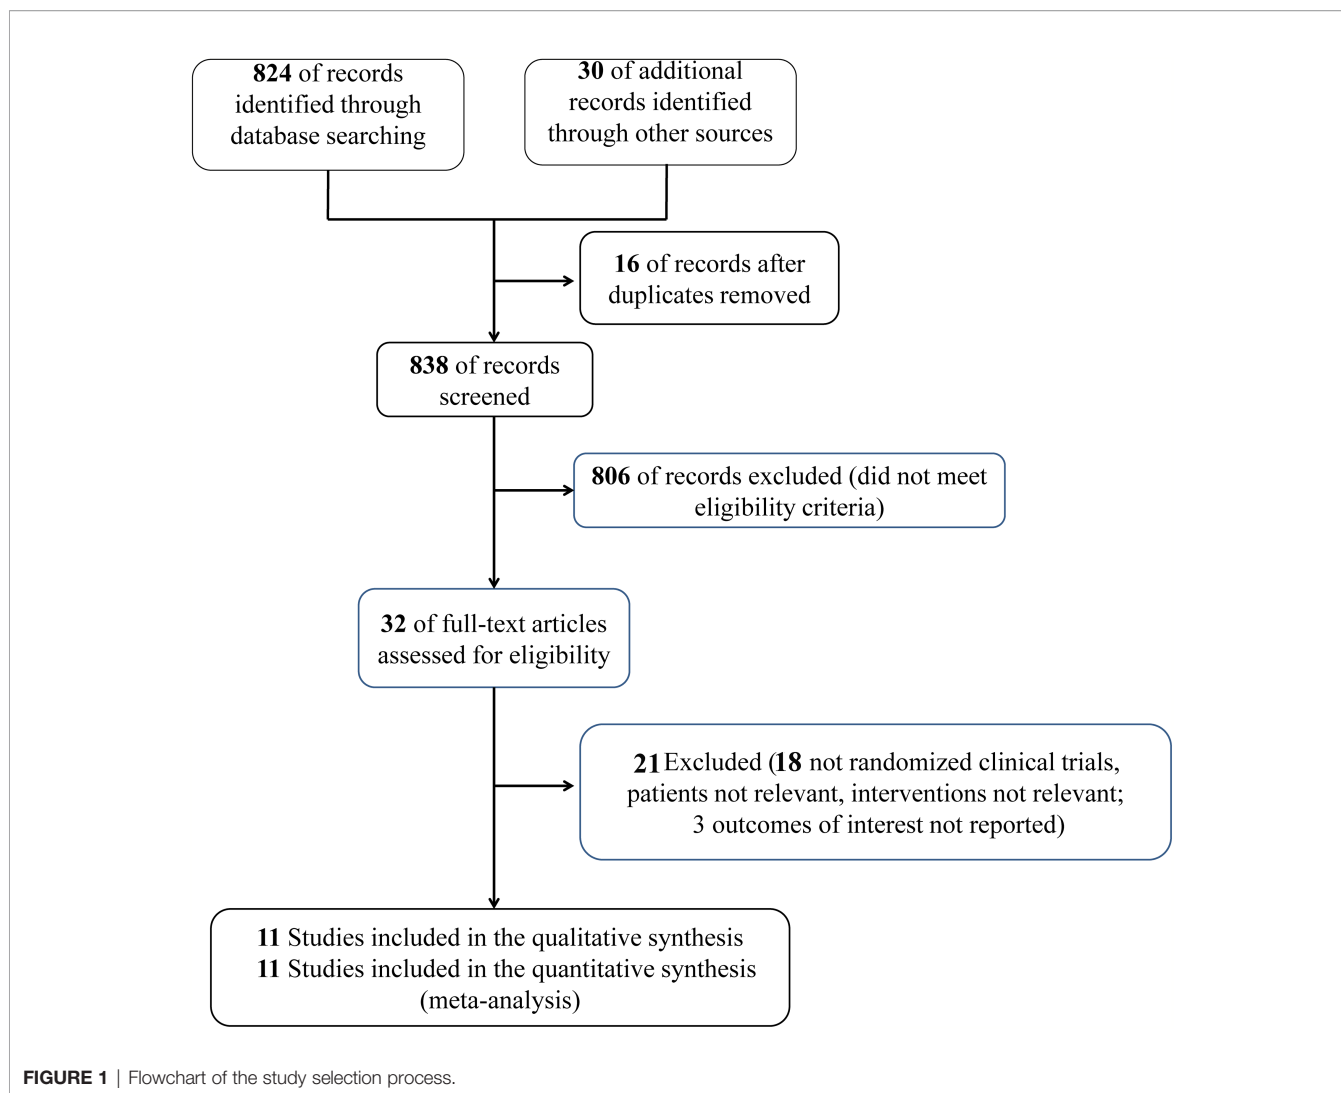 824 of records
identified through
database searching
30 of additional
records identified
through other sources
16 of records after
duplicates removed
838 of records
screened
806 of records excluded (did not meet
eligibility criteria)
32 of full-text articles
assessed for eligibility
21 Excluded (18 not randomized clinical trials,
patients not relevant, interventions not relevant;
3 outcomes of interest not reported)
11 Studies included in the qualitative synthesis
11 Studies included in the quantitative synthesis
(meta-analysis)
FIGURE 1 | Flowchart of the study selection process.